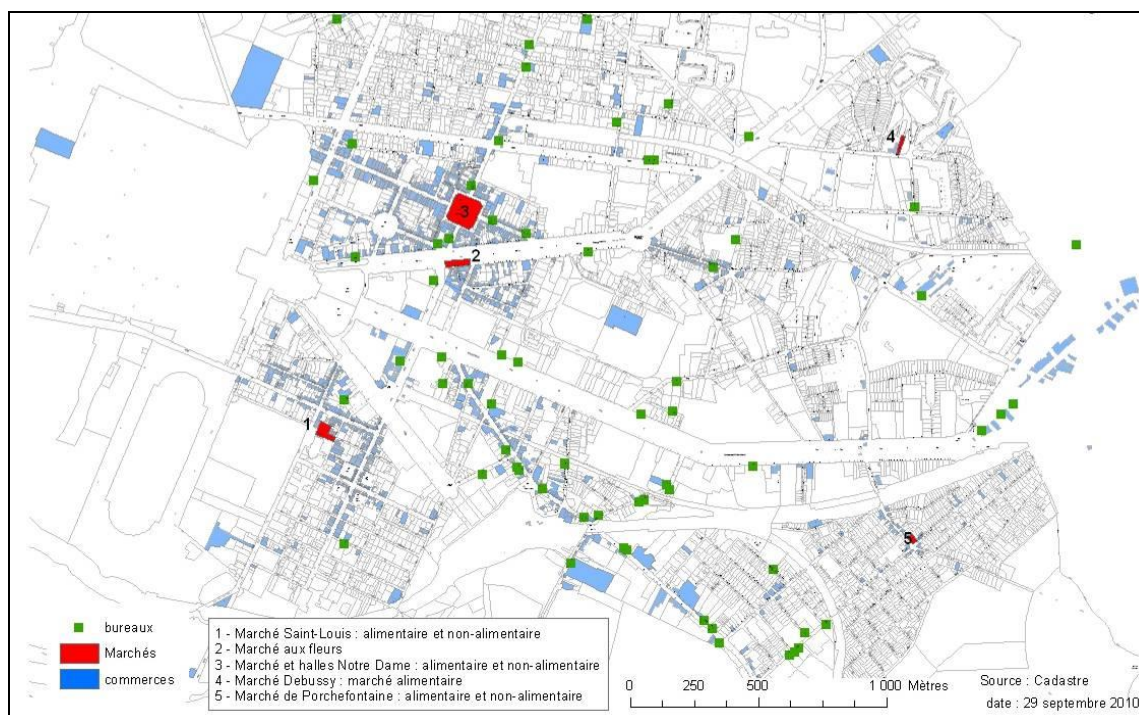 4
3
2
1
5
bureaux
Marchés
commerces
1 - Marché Saint-Louis : alimentaire et non-alimentaire
2 - Marché aux fleurs
3 - Marché et halles Notre Dame : alimentaire et non-alimentaire
4 - Marché Debussy : marché alimentaire
5 - Marché de Porchefontaine : alimentaire et non-alimentaire
0 250 500 1 000 Mètres
Source : Cadastre
date : 29 septembre 2010